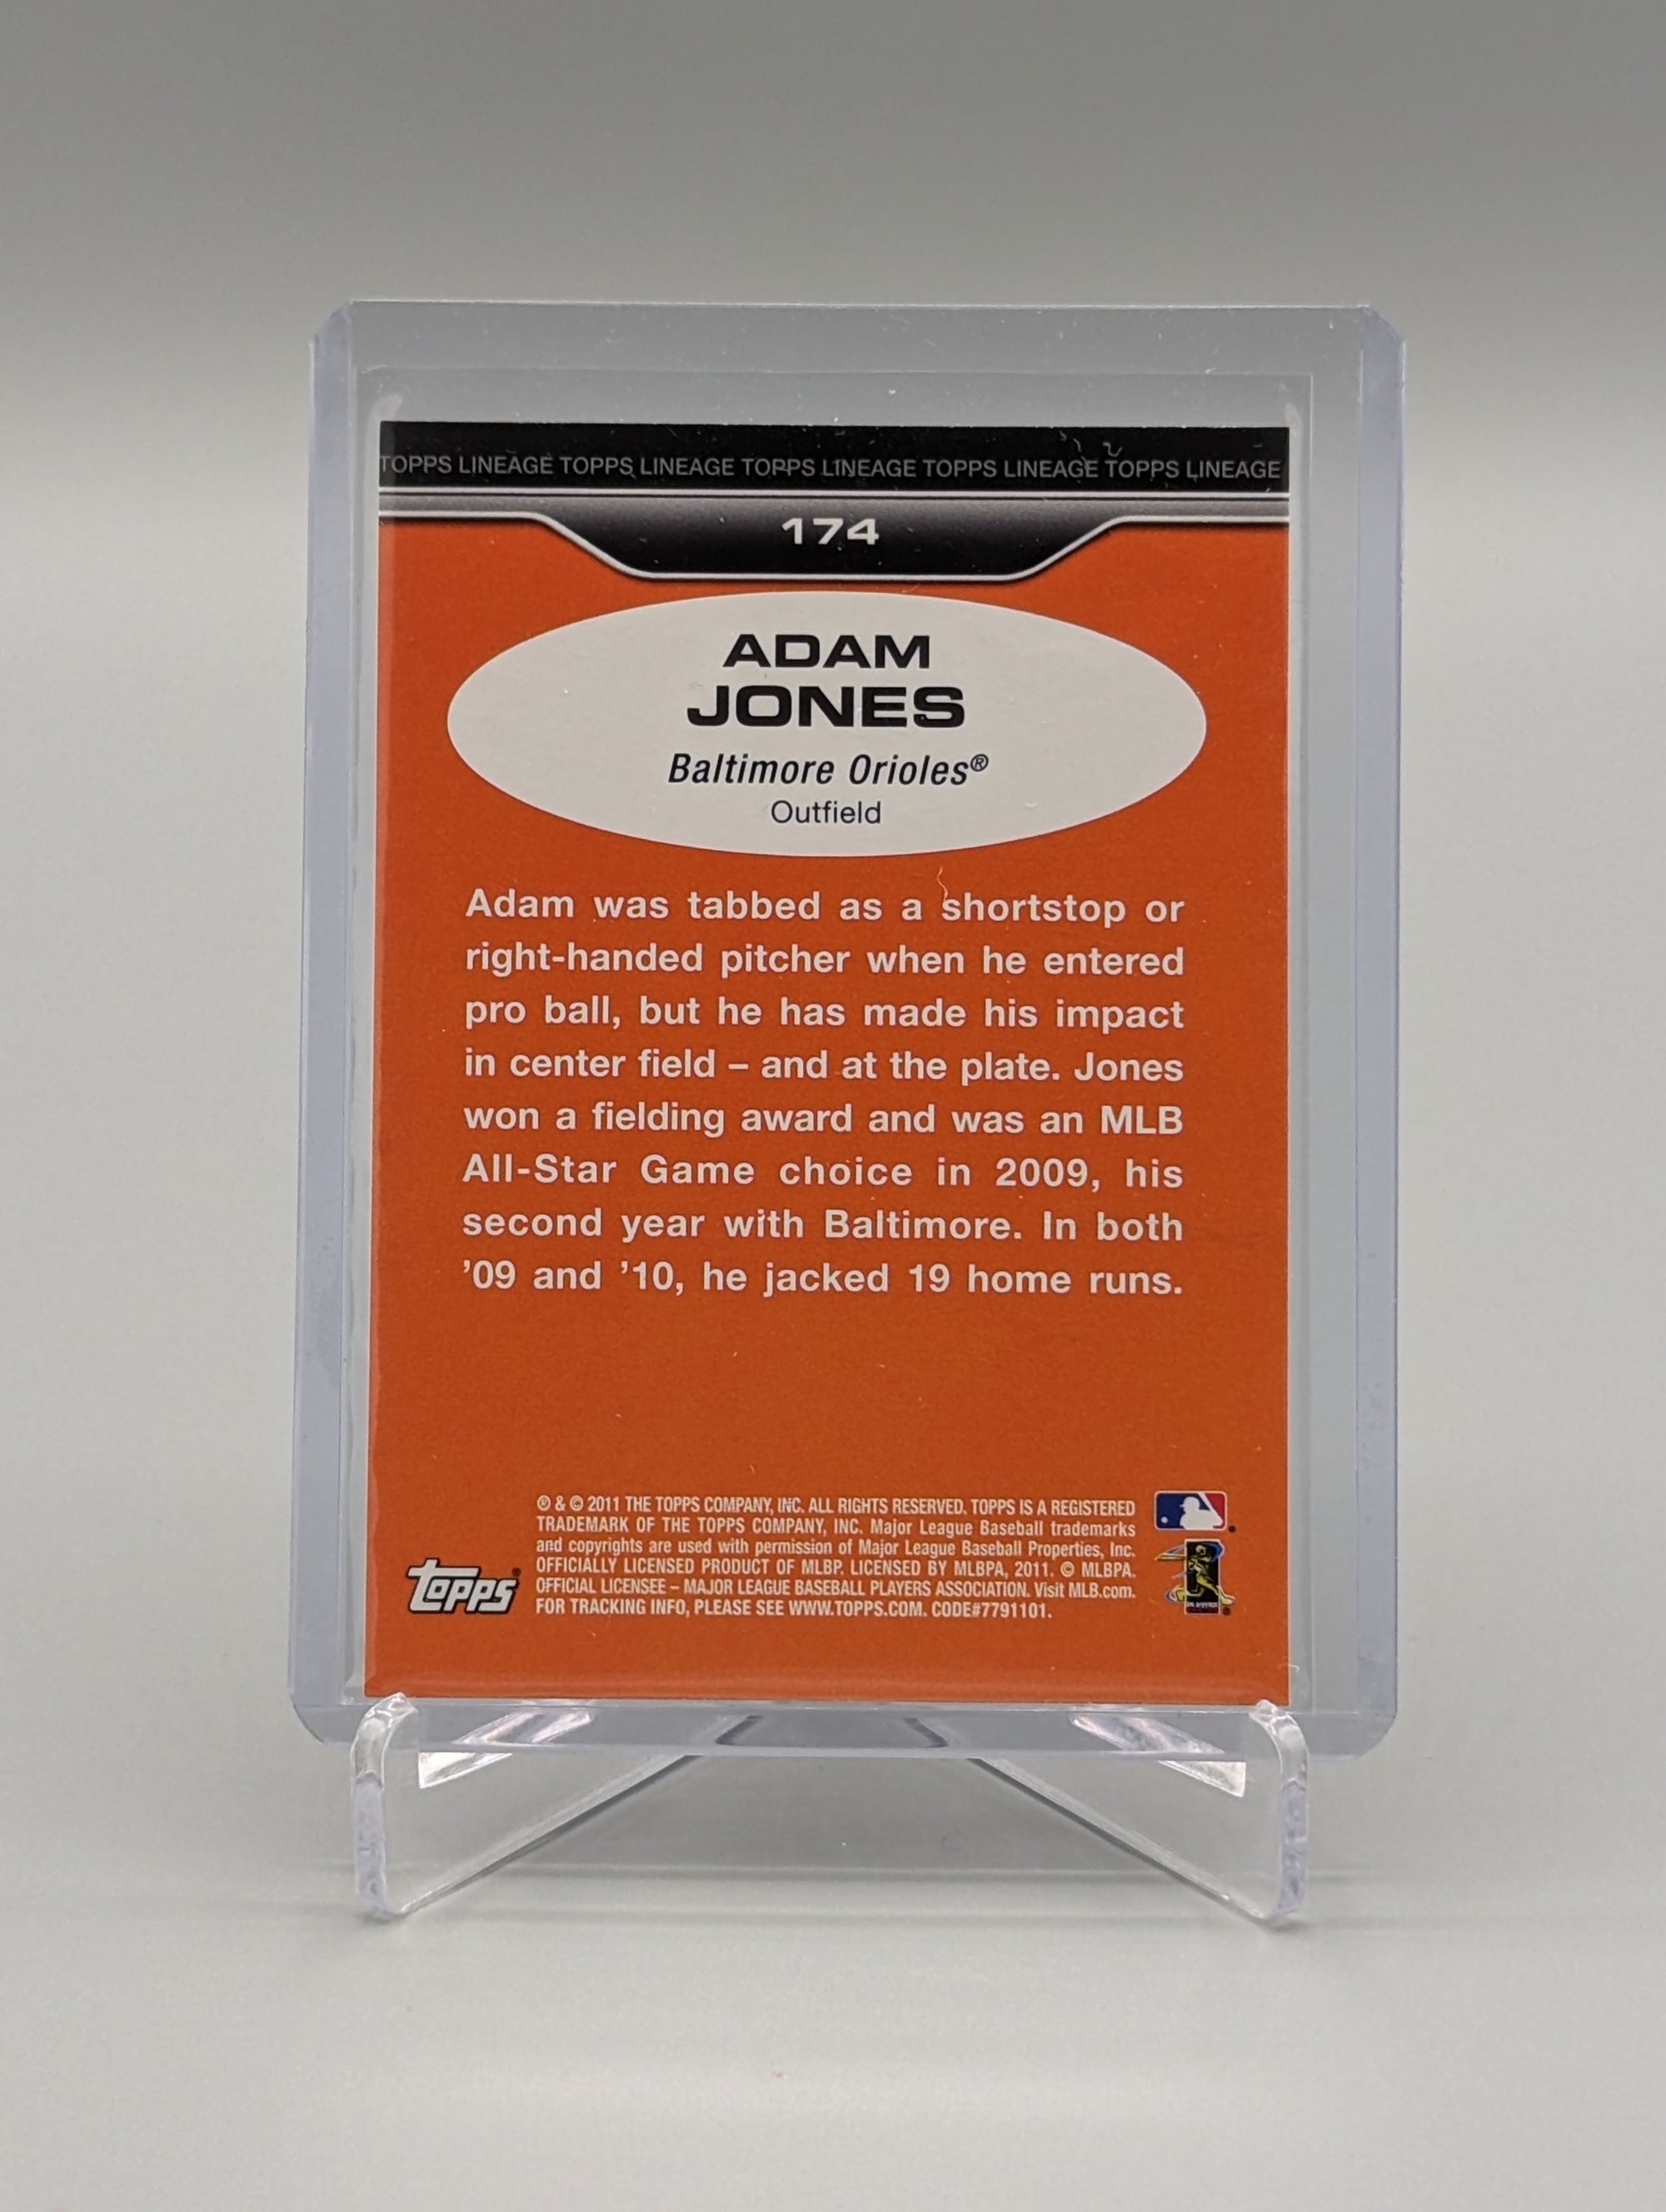 TOPPS LINEAGE TOPPS LINEAGE TOPPS LINEAGE TOPPS LINEAGE TOPPS LINEAGE
174
ADAM
JONES
Baltimore Orioles®
Outfield
Adam was tabbed as a shortstop or
right-handed pitcher when he entered
pro ball, but he has made his impact
in center field – and at the plate. Jones
won a fielding award and was an MLB
All-Star Game choice in 2009, his
second year with Baltimore. In both
’09 and ’10, he jacked 19 home runs.
® & © 2011 THE TOPPS COMPANY, INC. ALL RIGHTS RESERVED. TOPPS IS A REGISTERED
TRADEMARK OF THE TOPPS COMPANY, INC. Major League Baseball trademarks
and copyrights are used with permission of Major League Baseball Properties, Inc.
OFFICIALLY LICENSED PRODUCT OF MLBP. LICENSED BY MLBPA, 2011. © MLBPA.
OFFICIAL LICENSEE – MAJOR LEAGUE BASEBALL PLAYERS ASSOCIATION. Visit MLB.com.
FOR TRACKING INFO, PLEASE SEE WWW.TOPPS.COM. CODE#7791101.
Topps®